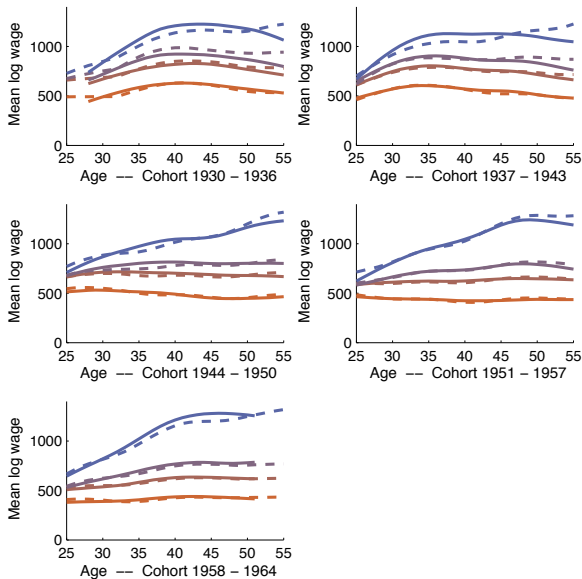 Mean log wage
1000
500
0
25 30 35 40 45 50 55
Age −− Cohort 1930 − 1936
Mean log wage
1000
500
0
25 30 35 40 45 50 55
Age −− Cohort 1937 − 1943
Mean log wage
1000
500
0
25 30 35 40 45 50 55
Age −− Cohort 1944 − 1950
Mean log wage
1000
500
0
25 30 35 40 45 50 55
Age −− Cohort 1951 − 1957
Mean log wage
1000
500
0
25 30 35 40 45 50 55
Age −− Cohort 1958 − 1964